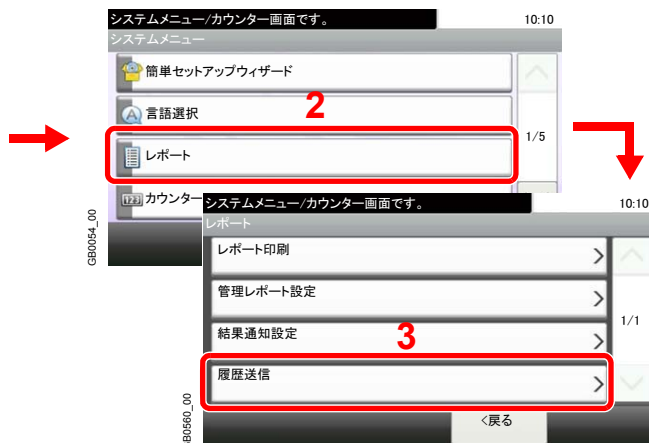 システムメニュー/カウンター画面です。
10:10
システムメニュー
簡単セットアップウィザード
2
言語選択
1/5
レポート
カウンター
GB0054_00
システムメニュー/カウンター画面です。
10:10
レポート
レポート印刷
管理レポート設定
1/1
結果通知設定
3
履歴送信
GB0560_00
<戻る